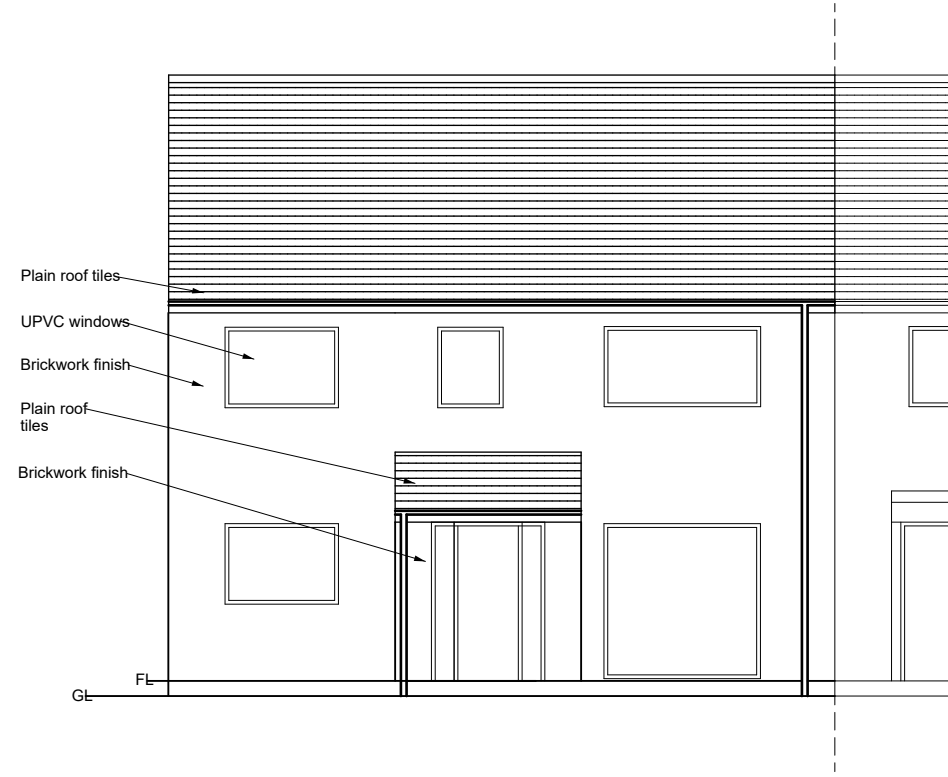 Plain roof tiles
UPVC windows
Brickwork finish
Plain roof
tiles
Brickwork finish
FL
GL